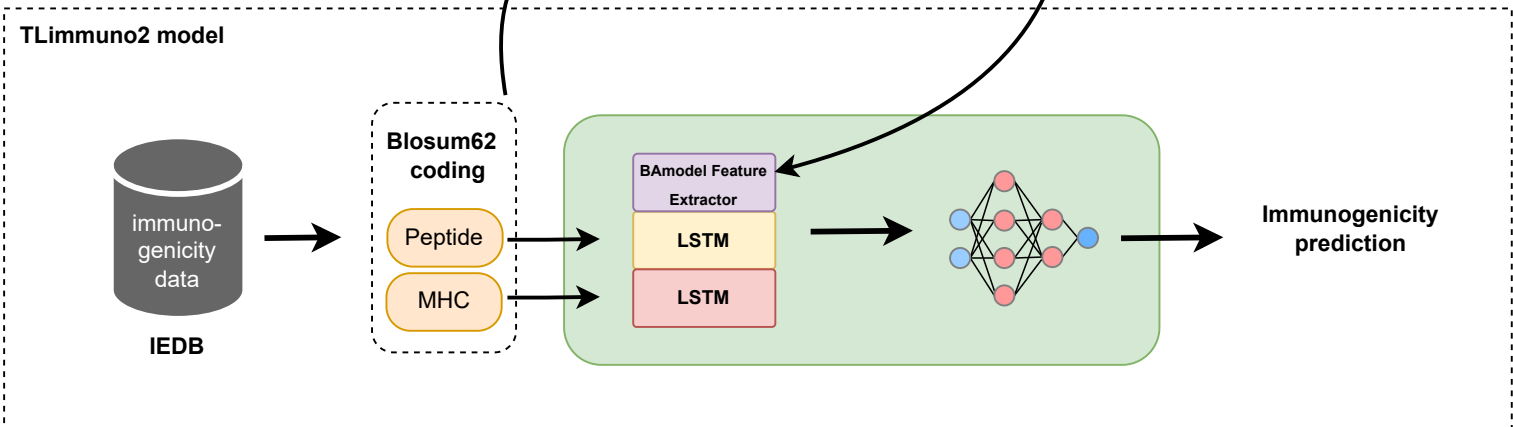 TLimmuno2 model
immuno-
genicity
data
IEDB
Blosum62
coding
Peptide
MHC
BAmodel Feature
Extractor
LSTM
LSTM
Immunogenicity
prediction